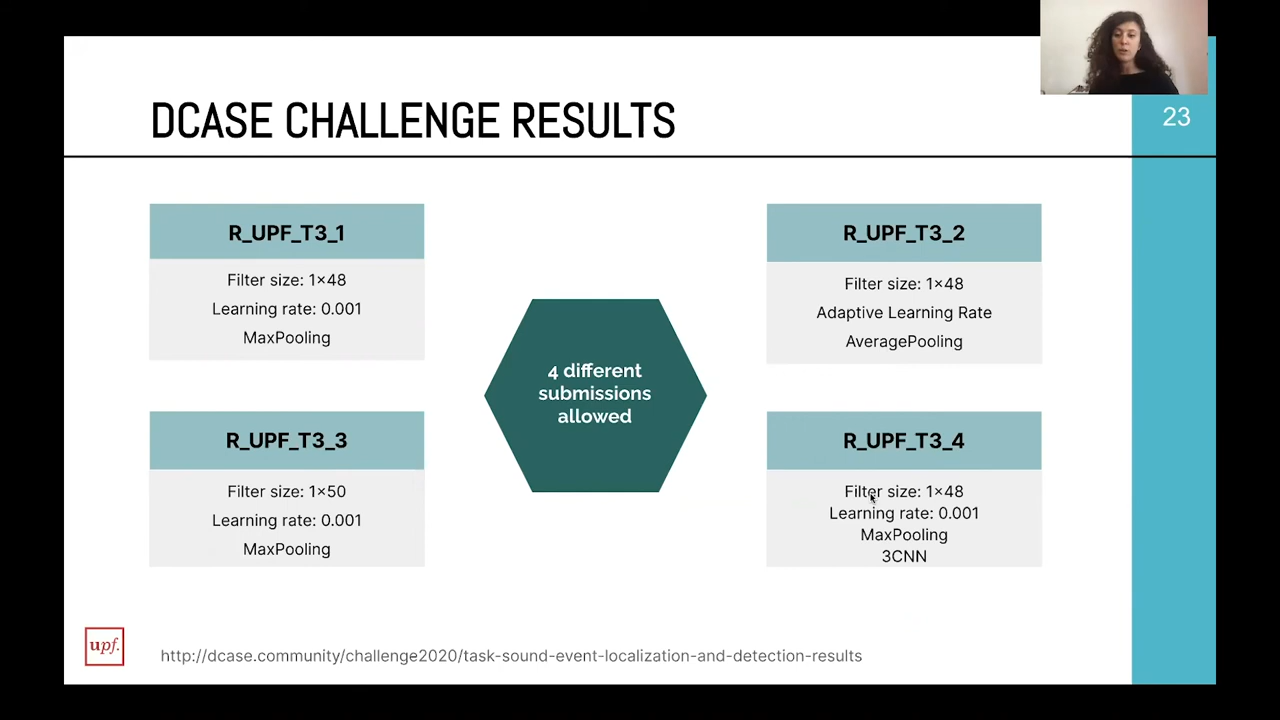 DCASE CHALLENGE RESULTS
23
R_UPF_T3_1
Filter size: 1×48
Learning rate: 0.001
MaxPooling
R_UPF_T3_2
Filter size: 1×48
Adaptive Learning Rate
AveragePooling
4 different
submissions
allowed
R_UPF_T3_3
Filter size: 1×50
Learning rate: 0.001
MaxPooling
R_UPF_T3_4
Filter size: 1×48
Learning rate: 0.001
MaxPooling
3CNN
upf.
http://dcase.community/challenge2020/task-sound-event-localization-and-detection-results